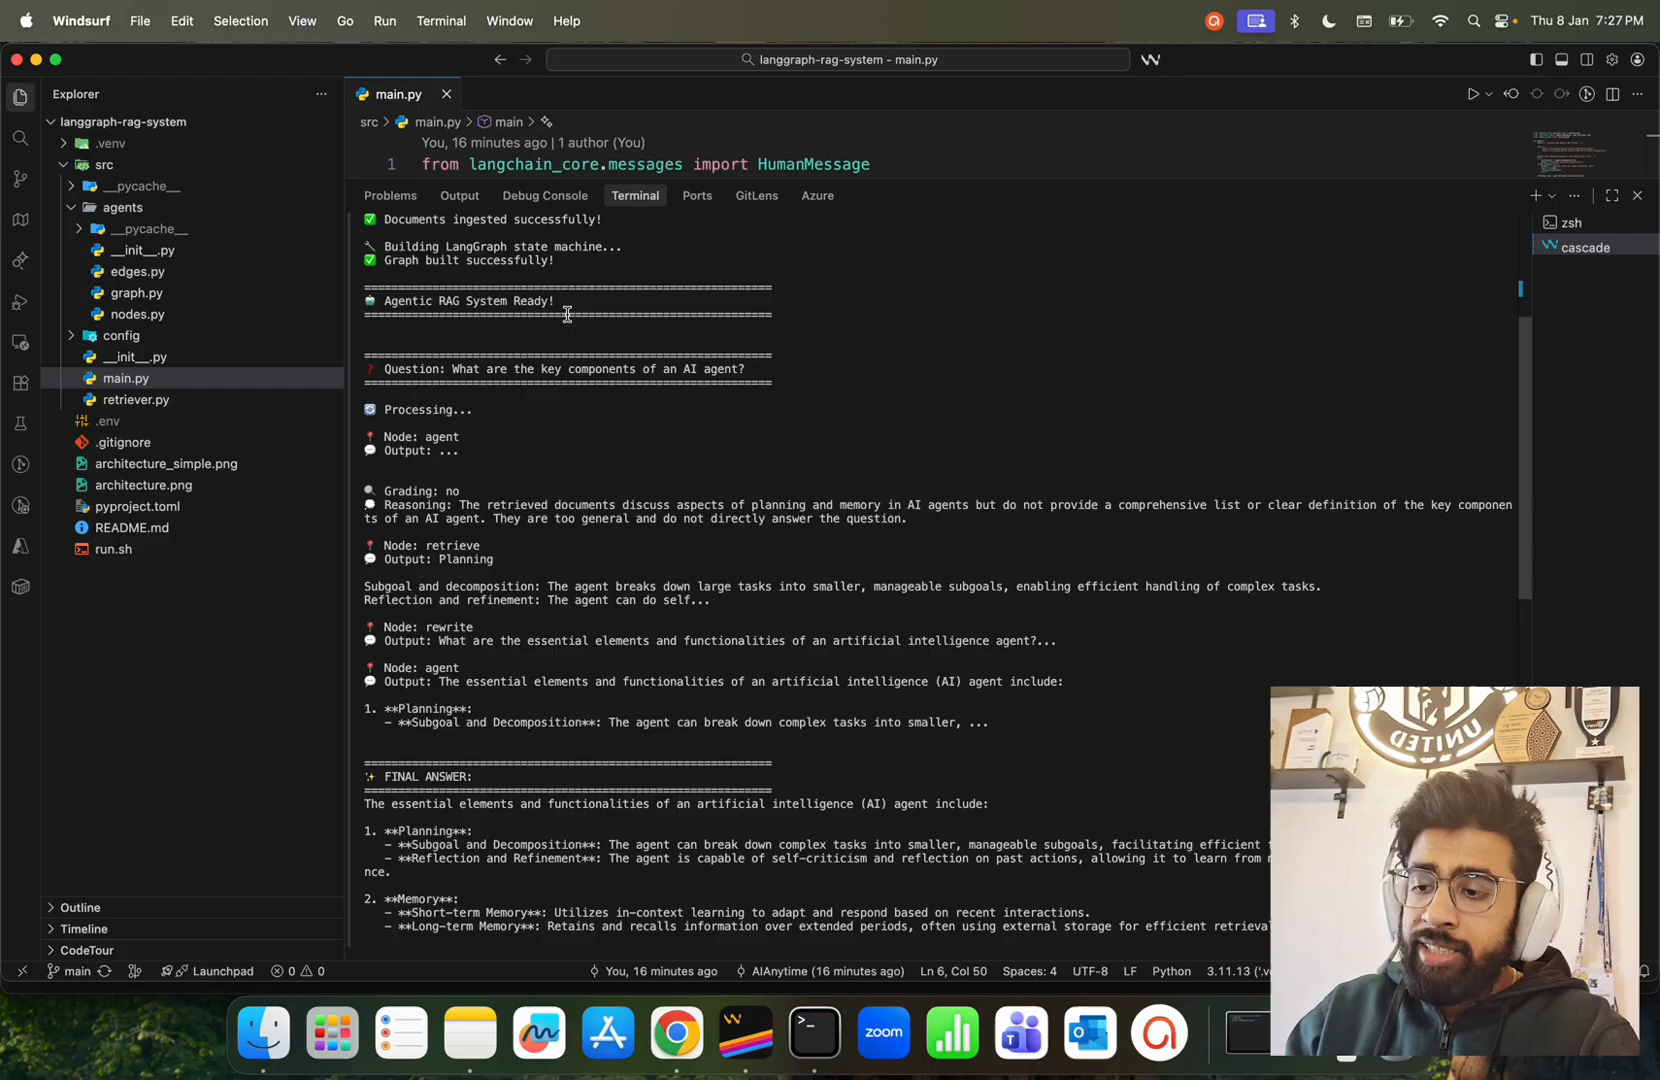 Windsurf File Edit Selection View Go Run Terminal Window Help
Thu 8 Jan 7:27 PM
langgraph-rag-system - main.py
Explorer
langgraph-rag-system
.venv
src
__pycache__
agents
__pycache__
__init__.py
edges.py
graph.py
nodes.py
config
__init__.py
main.py
retriever.py
.env
.gitignore
architecture_simple.png
architecture.png
pyproject.toml
README.md
run.sh
Outline
Timeline
CodeTour
main.py
src > main.py > main >
You, 16 minutes ago | 1 author (You)
1 from langchain_core.messages import HumanMessage
Problems Output Debug Console Terminal Ports GitLens Azure
zsh
cascade
✅ Documents ingested successfully!
🔧 Building LangGraph state machine...
✅ Graph built successfully!
============================================================
🤖 Agentic RAG System Ready!
============================================================
============================================================
❓ Question: What are the key components of an AI agent?
============================================================
🔄 Processing...
📍 Node: agent
💬 Output: ...
🔍 Grading: no
💭 Reasoning: The retrieved documents discuss aspects of planning and memory in AI agents but do not provide a comprehensive list or clear definition of the key componen
ts of an AI agent. They are too general and do not directly answer the question.
📍 Node: retrieve
💬 Output: Planning
Subgoal and decomposition: The agent breaks down large tasks into smaller, manageable subgoals, enabling efficient handling of complex tasks.
Reflection and refinement: The agent can do self...
📍 Node: rewrite
💬 Output: What are the essential elements and functionalities of an artificial intelligence agent?...
📍 Node: agent
💬 Output: The essential elements and functionalities of an artificial intelligence (AI) agent include:
1. **Planning**:
- **Subgoal and Decomposition**: The agent can break down complex tasks into smaller, ...
============================================================
✨ FINAL ANSWER:
============================================================
The essential elements and functionalities of an artificial intelligence (AI) agent include:
1. **Planning**:
- **Subgoal and Decomposition**: The agent can break down complex tasks into smaller, manageable subgoals, facilitating efficient
- **Reflection and Refinement**: The agent is capable of self-criticism and reflection on past actions, allowing it to learn from
nce.
2. **Memory**:
- **Short-term Memory**: Utilizes in-context learning to adapt and respond based on recent interactions.
- **Long-term Memory**: Retains and recalls information over extended periods, often using external storage for efficient retrieval
UNITED
main Launchpad 0 0 You, 16 minutes ago AIAnytime (16 minutes ago) Ln 6, Col 50 Spaces: 4 UTF-8 LF Python 3.11.13 ('.v
zoom